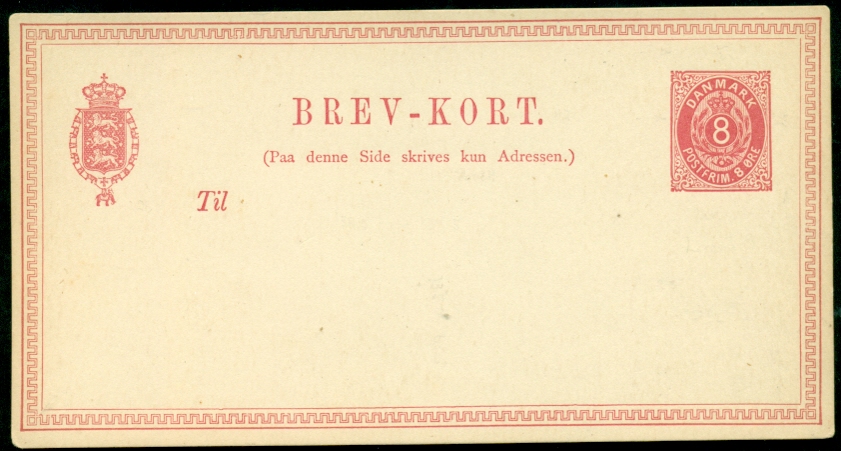 BREV-KORT.
(Paa denne Side skrives kun Adressen.)
Til
DANMARK
8
POSTFRIM. 8 ØRE